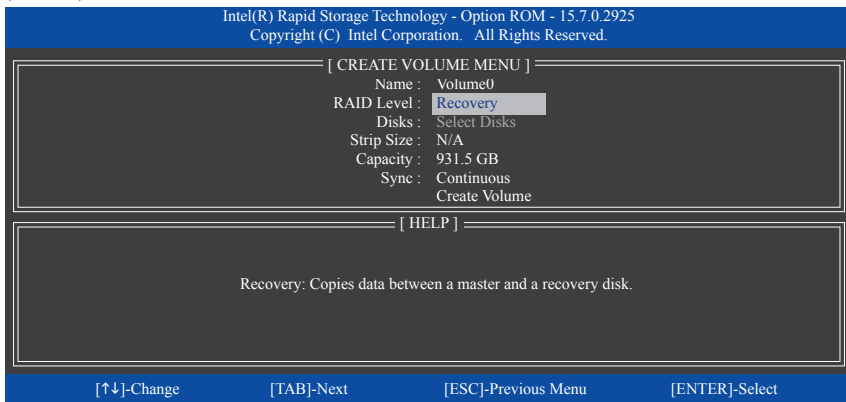 Intel(R) Rapid Storage Technology - Option ROM - 15.7.0.2925
Copyright (C) Intel Corporation. All Rights Reserved.
[ CREATE VOLUME MENU ]
Name : Volume0
RAID Level : Recovery
Disks : Select Disks
Strip Size : N/A
Capacity : 931.5 GB
Sync : Continuous
Create Volume
[ HELP ]
Recovery: Copies data between a master and a recovery disk.
[↑↓]-Change [TAB]-Next [ESC]-Previous Menu [ENTER]-Select